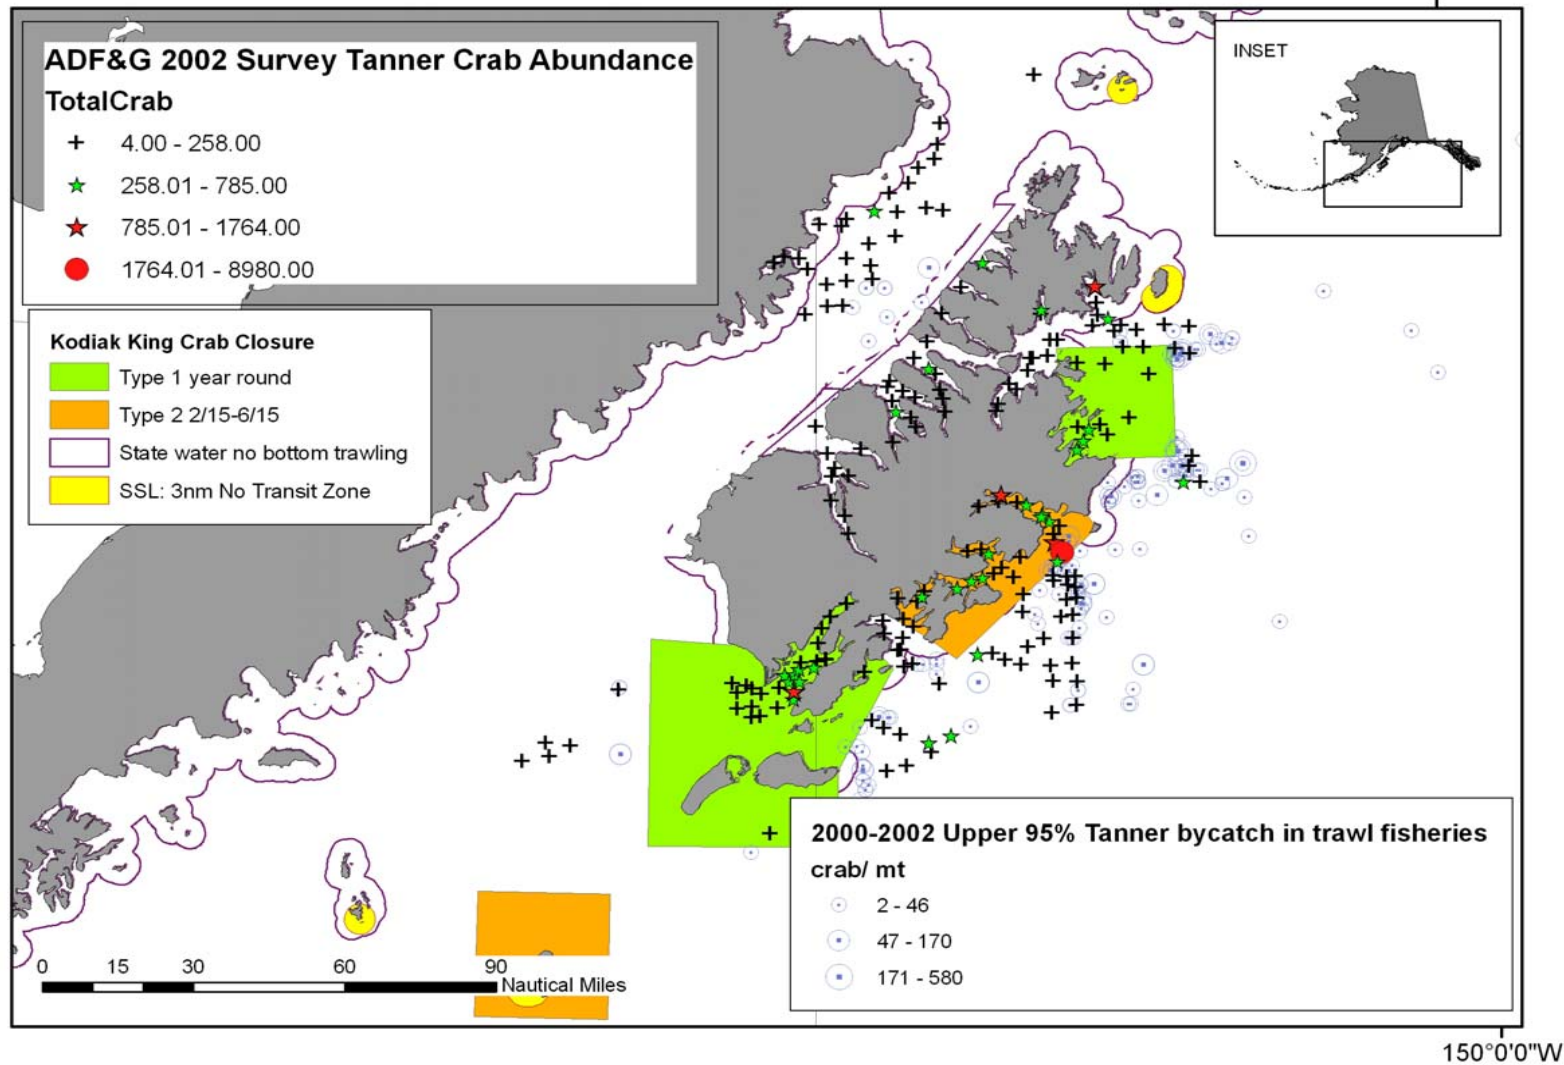 ADF&G 2002 Survey Tanner Crab Abundance
TotalCrab
4.00 - 258.00
258.01 - 785.00
785.01 - 1764.00
1764.01 - 8980.00
Kodiak King Crab Closure
Type 1 year round
Type 2 2/15-6/15
State water no bottom trawling
SSL: 3nm No Transit Zone
INSET
2000-2002 Upper 95% Tanner bycatch in trawl fisheries
crab/ mt
2 - 46
47 - 170
171 - 580
0 15 30 60 90
Nautical Miles
150°0'0"W